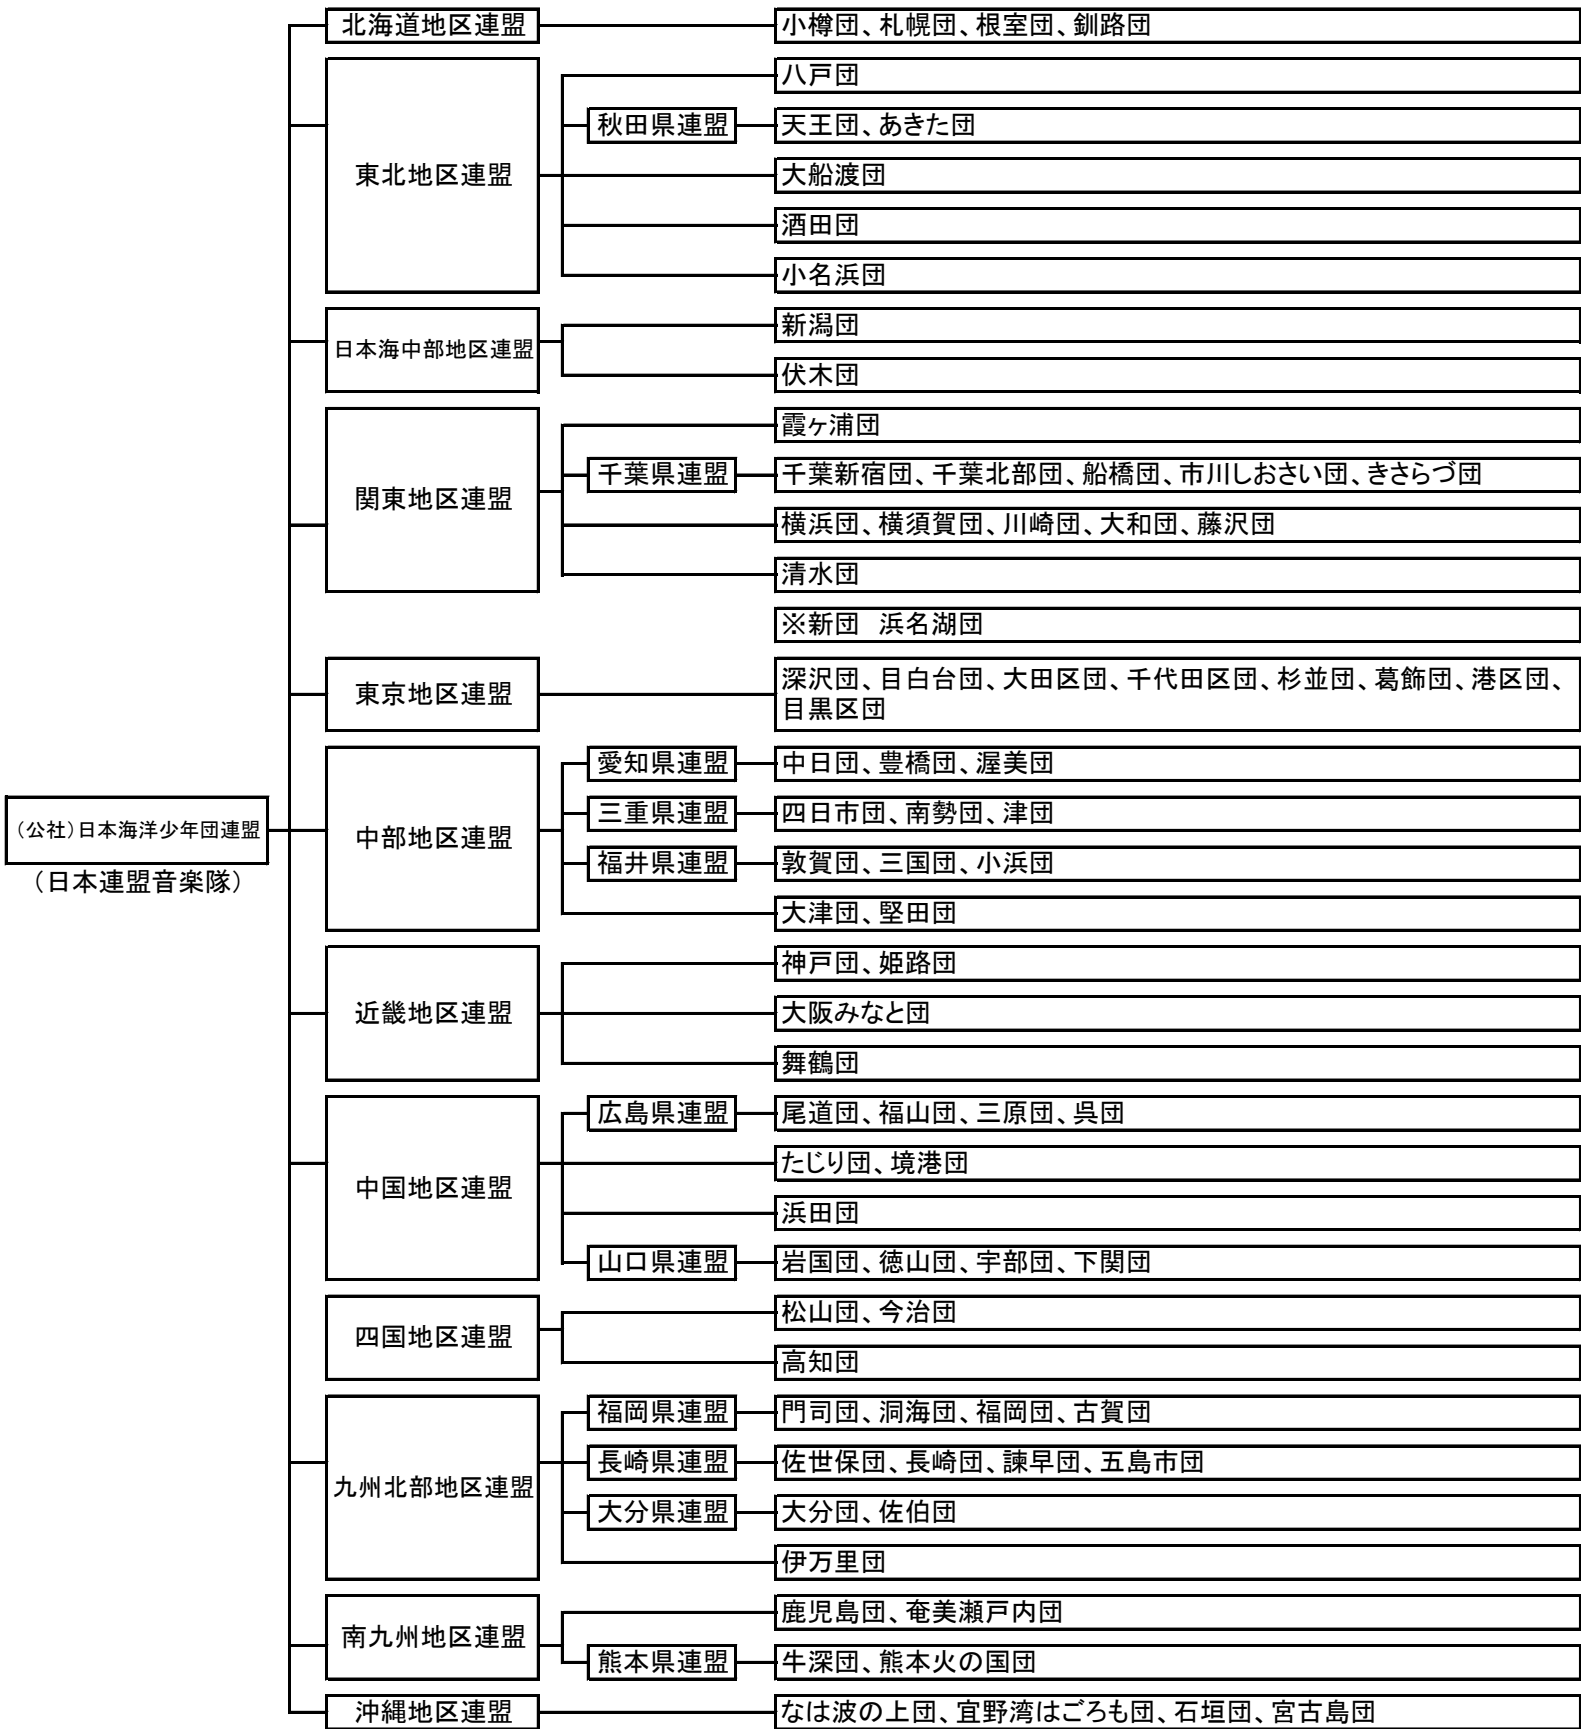 北海道地区連盟
小樽団、札幌団、根室団、釧路団
東北地区連盟
八戸団
秋田県連盟
天王団、あきた団
大船渡団
酒田団
小名浜団
日本海中部地区連盟
新潟団
伏木団
関東地区連盟
霞ヶ浦団
千葉県連盟
千葉新宿団、千葉北部団、船橋団、市川しおさい団、きさらづ団
横浜団、横須賀団、川崎団、大和団、藤沢団
清水団
※新団　浜名湖団
東京地区連盟
深沢団、目白台団、大田区団、千代田区団、杉並団、葛飾団、港区団、
目黒区団
（公社）日本海洋少年団連盟
（日本連盟音楽隊）
中部地区連盟
愛知県連盟
中日団、豊橋団、渥美団
三重県連盟
四日市団、南勢団、津団
福井県連盟
敦賀団、三国団、小浜団
大津団、堅田団
近畿地区連盟
神戸団、姫路団
大阪みなと団
舞鶴団
中国地区連盟
広島県連盟
尾道団、福山団、三原団、呉団
たじり団、境港団
浜田団
山口県連盟
岩国団、徳山団、宇部団、下関団
四国地区連盟
松山団、今治団
高知団
九州北部地区連盟
福岡県連盟
門司団、洞海団、福岡団、古賀団
長崎県連盟
佐世保団、長崎団、諫早団、五島市団
大分県連盟
大分団、佐伯団
伊万里団
南九州地区連盟
鹿児島団、奄美瀬戸内団
熊本県連盟
牛深団、熊本火の国団
沖縄地区連盟
なは波の上団、宜野湾はごろも団、石垣団、宮古島団